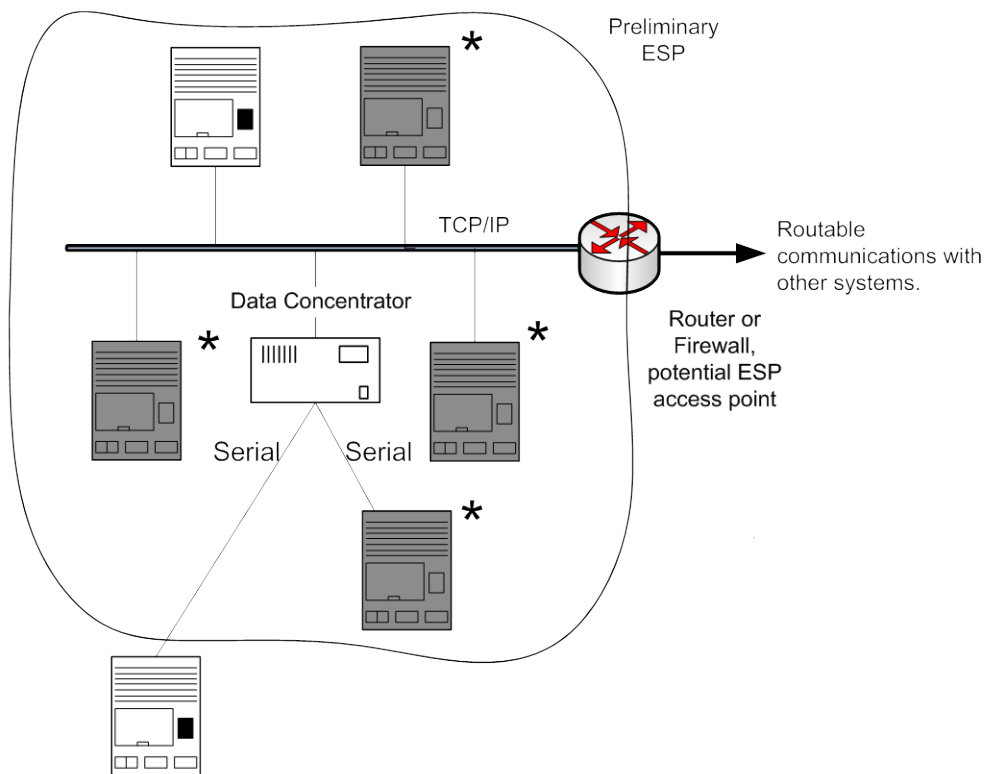 *
Preliminary
ESP
TCP/IP
Routable
communications with
other systems.
Data Concentrator
*
*
Router or
Firewall,
potential ESP
access point
Serial
Serial
*